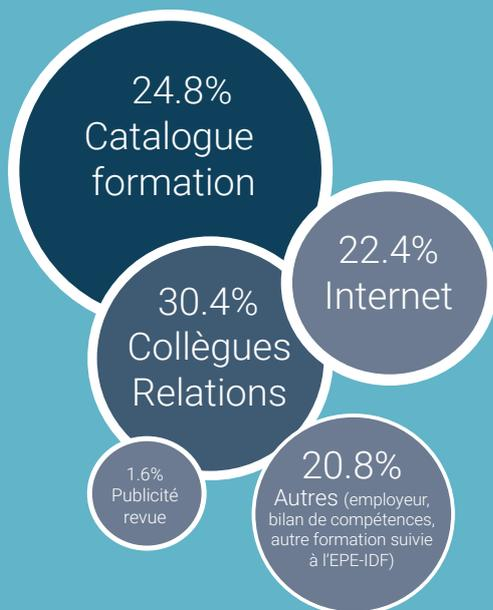 24.8%
Catalogue
formation
22.4%
Internet
30.4%
Collègues
Relations
1.6%
Publicité
revue
20.8%
Autres (employeur,
bilan de compétences,
autre formation suivie
à l'EPE-IDF)